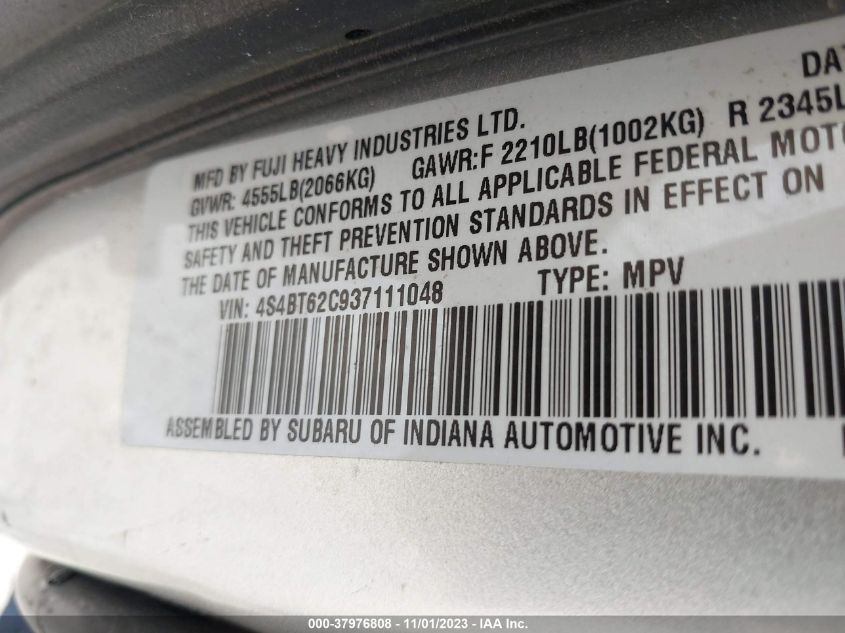 DAT
MFD BY FUJI HEAVY INDUSTRIES LTD.
GVWR: 4555LB(2066KG) GAWR:F 2210LB(1002KG) R 2345L
THIS VEHICLE CONFORMS TO ALL APPLICABLE FEDERAL MOTO
SAFETY AND THEFT PREVENTION STANDARDS IN EFFECT ON
THE DATE OF MANUFACTURE SHOWN ABOVE.
VIN: 4S4BT62C937111048 TYPE: MPV
ASSEMBLED BY SUBARU OF INDIANA AUTOMOTIVE INC.
000-37976808 - 11/01/2023 - IAA Inc.